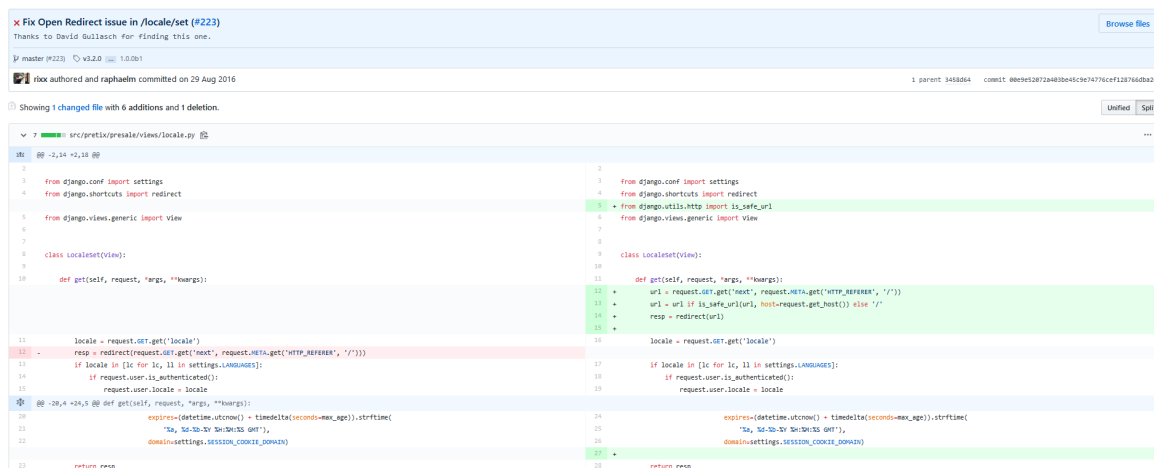 × Fix Open Redirect issue in /locale/set (#223)
Browse files
Thanks to David Gullasch for finding this one.
master (#223) v3.2.0 ... 1.0.0b1
rixx authored and raphaelm committed on 29 Aug 2016
1 parent 3458d64 commit 00e9e52072a403be45c9e74776cef128766dba2
Showing 1 changed file with 6 additions and 1 deletion.
Unified Spli
7 src/pretix/presale/views/locale.py
@@ -2,14 +2,18 @@
2
3 from django.conf import settings
4 from django.shortcuts import redirect
5 from django.views.generic import View
6
7
8 class LocaleSet(View):
9
10 def get(self, request, *args, **kwargs):
11 locale = request.GET.get('locale')
12 - resp = redirect(request.GET.get('next', request.META.get('HTTP_REFERER', '/')))
13 if locale in [lc for lc, ll in settings.LANGUAGES]:
14 if request.user.is_authenticated():
15 request.user.locale = locale
2
3 from django.conf import settings
4 from django.shortcuts import redirect
5 + from django.utils.http import is_safe_url
6 from django.views.generic import View
7
8
9 class LocaleSet(View):
10
11 def get(self, request, *args, **kwargs):
12 + url = request.GET.get('next', request.META.get('HTTP_REFERER', '/'))
13 + url = url if is_safe_url(url, host=request.get_host()) else '/'
14 + resp = redirect(url)
15 +
16 locale = request.GET.get('locale')
17 if locale in [lc for lc, ll in settings.LANGUAGES]:
18 if request.user.is_authenticated():
19 request.user.locale = locale
@@ -20,4 +24,5 @@ def get(self, request, *args, **kwargs):
20 expires=(datetime.utcnow() + timedelta(seconds=max_age)).strftime(
21 '%a, %d-%b-%Y %H:%M:%S GMT'),
22 domain=settings.SESSION_COOKIE_DOMAIN)
23 return resp
24 expires=(datetime.utcnow() + timedelta(seconds=max_age)).strftime(
25 '%a, %d-%b-%Y %H:%M:%S GMT'),
26 domain=settings.SESSION_COOKIE_DOMAIN)
27 +
28 return resp